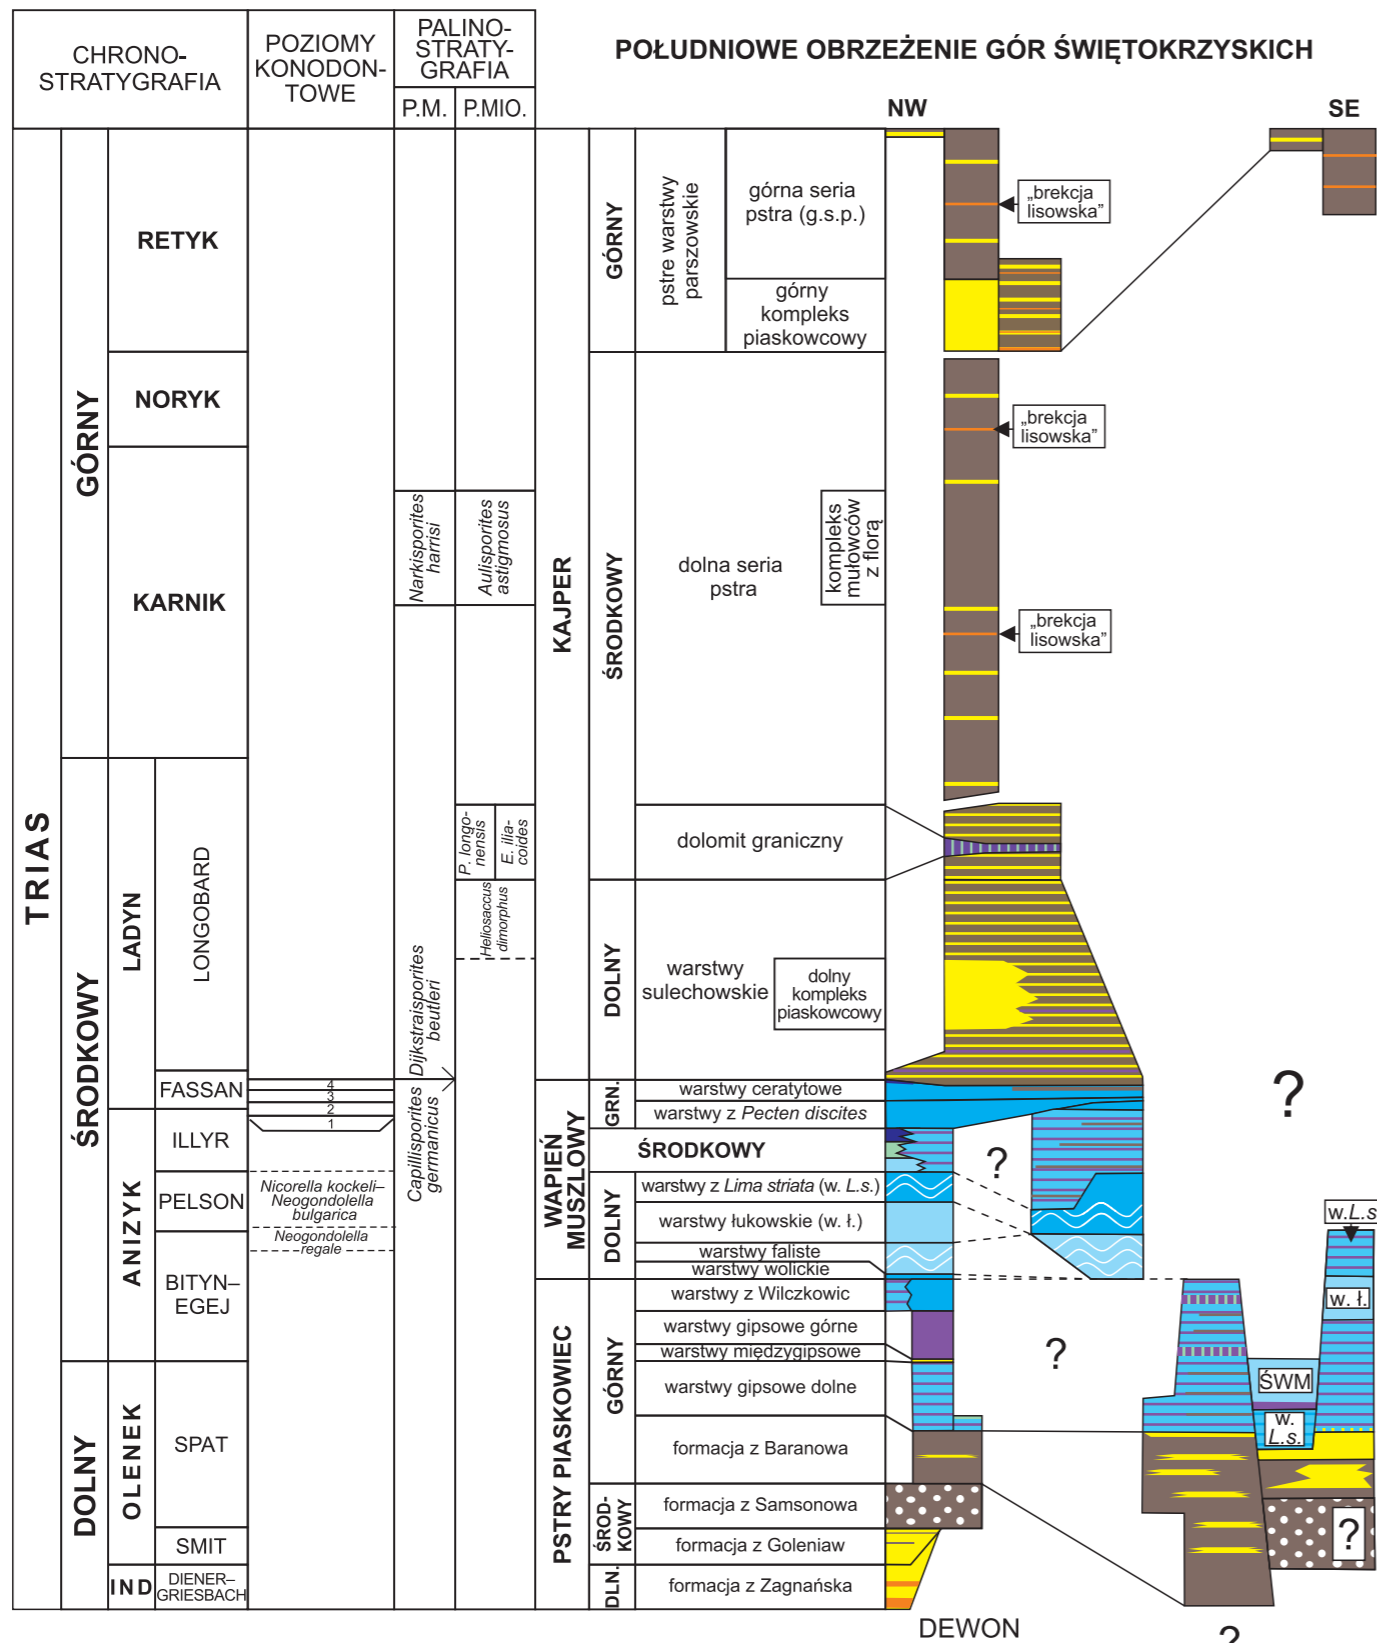 CHRONO-
STRATYGRAFIA
POZIOMY
KONODON-
TOWE
PALINO-
STRATY-
GRAFIA
P.M.
P.MIO.
POŁUDNIOWE OBRZEŻENIE GÓR ŚWIĘTOKRZYSKICH
NW
SE
TRIAS
GÓRNY
ŚRODKOWY
DOLNY
RETYK
NORYK
KARNIK
LADYN
ANIZYK
OLENEK
IND
LONGOBARD
FASSAN
ILLYR
PELSON
BITYN–
EGEJ
SPAT
SMIT
DIENER–
GRIESBACH
4
3
2
1
Nicorella kockeli–
Neogondolella
bulgarica
Neogondolella
regale
Narkisporites
harrisi
Dijkstraisporites
beutleri
Capillisporites
germanicus
Aulisporites
astigmosus
P. longo-
nensis
E. ilia-
coides
Heliosaccus
dimorphus
KAJPER
WAPIEŃ
MUSZLOWY
PSTRY PIASKOWIEC
GÓRNY
ŚRODKOWY
DOLNY
GRN.
ŚRODKOWY
DOLNY
GÓRNY
ŚROD-
KOWY
DLN.
pstre warstwy
parszowskie
górna seria
pstra (g.s.p.)
górny
kompleks
piaskowcowy
dolna seria
pstra
kompleks
mułowców
z florą
dolomit graniczny
warstwy
sulechowskie
dolny
kompleks
piaskowcowy
warstwy ceratytowe
warstwy z Pecten discites
warstwy z Lima striata (w. L.s.)
warstwy łukowskie (w. ł.)
warstwy faliste
warstwy wolickie
warstwy z Wilczkowic
warstwy gipsowe górne
warstwy międzygipsowe
warstwy gipsowe dolne
formacja z Baranowa
formacja z Samsonowa
formacja z Goleniaw
formacja z Zagnańska
„brekcja
lisowska”
„brekcja
lisowska”
„brekcja
lisowska”
?
?
?
w.L.s
w. ł.
ŚWM
w.
L.s.
?
DEWON
?